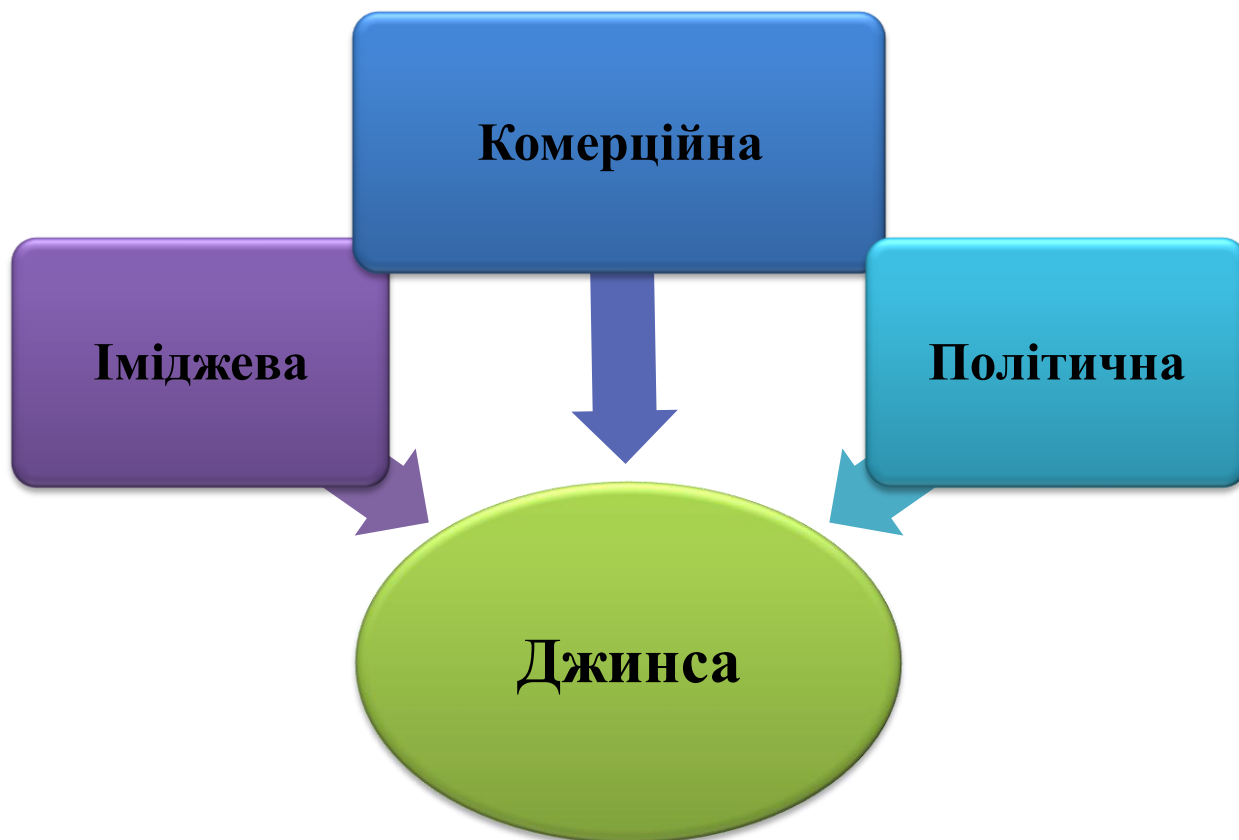 Комерційна
Іміджева
Політична
Джинса